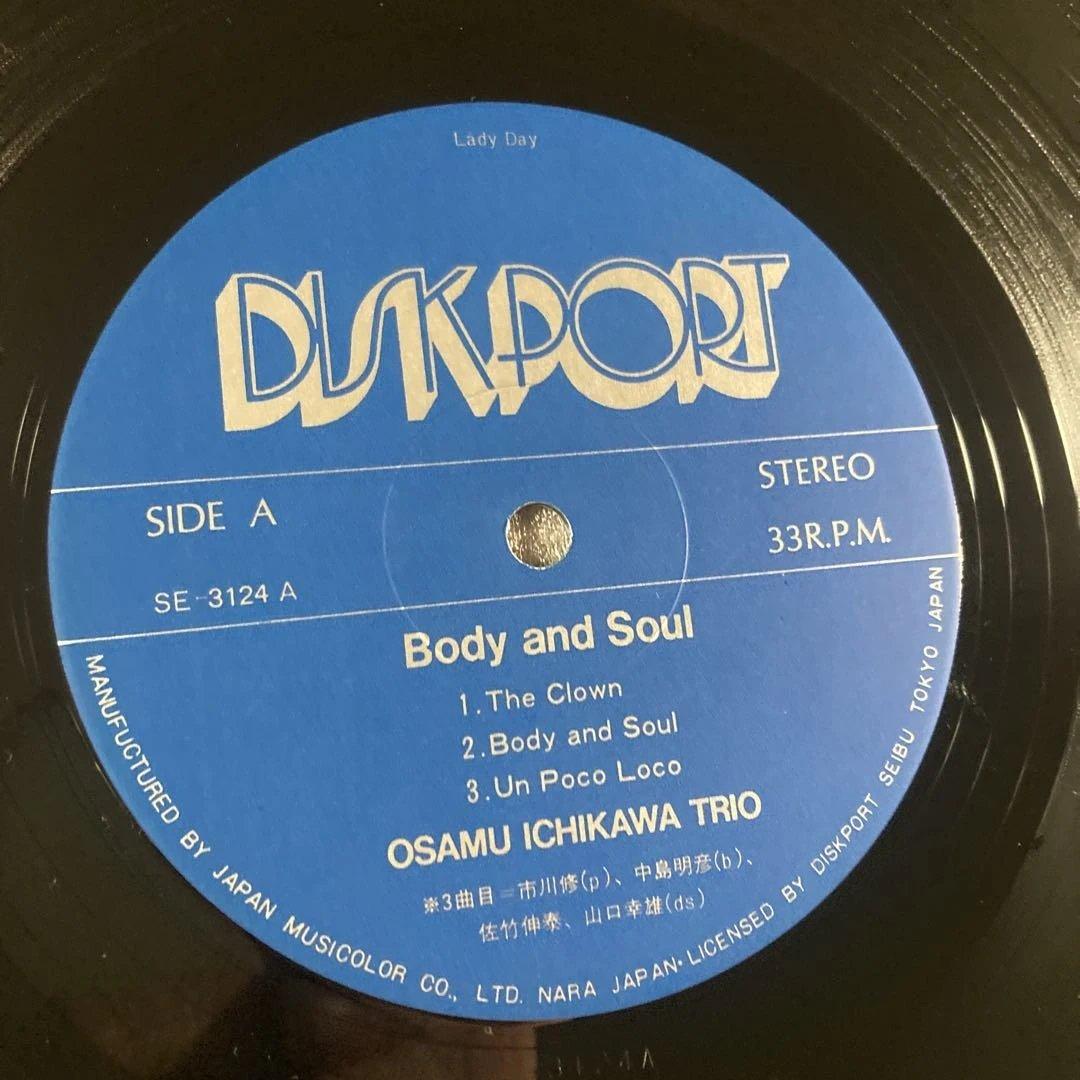 Lady Day
DISKPORT
SIDE A
STEREO
33R.P.M.
SE-3124 A
Body and Soul
1.The Clown
2.Body and Soul
3.Un Poco Loco
OSAMU ICHIKAWA TRIO
※3曲目=市川修(p)、中島明彦(b)、
佐竹伸泰、山口幸雄(ds)
MANUFUCTURED BY JAPAN MUSICOLOR CO., LTD. NARA JAPAN・LICENSED BY DISKPORT SEIBU TOKYO JAPAN